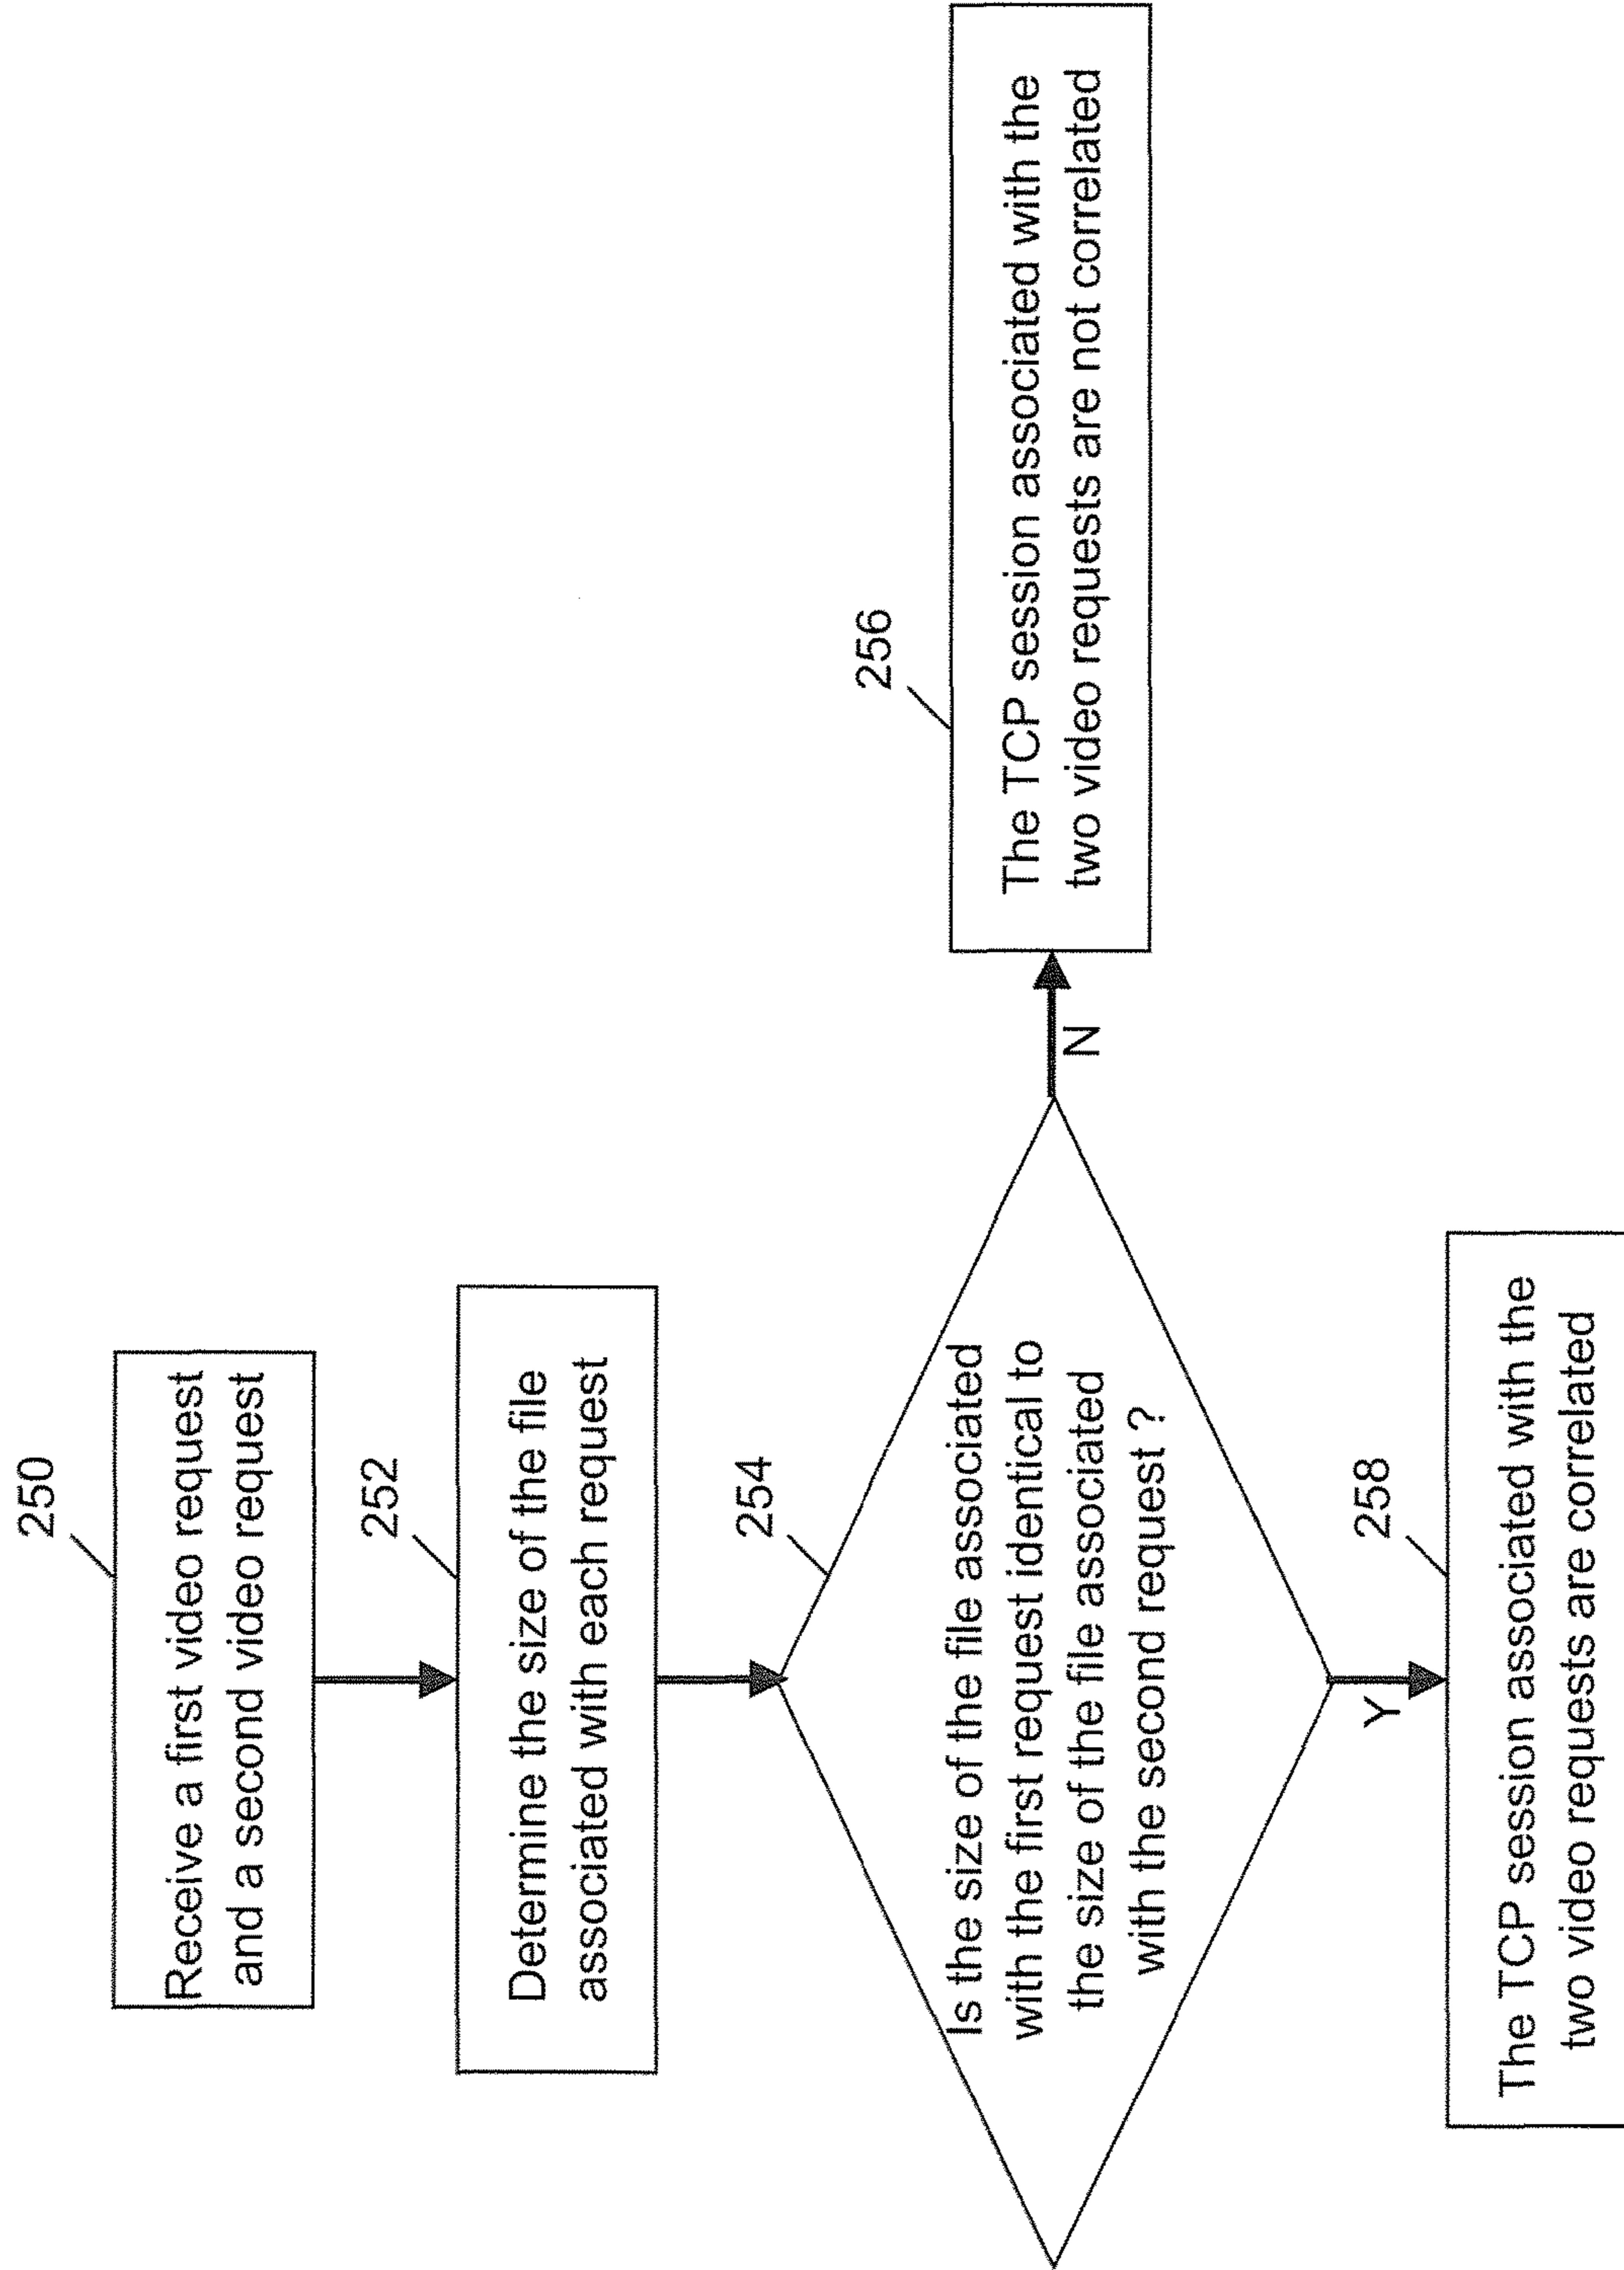 250
Receive a first video request
and a second video request
252
Determine the size of the file
associated with each request
254
Is the size of the file associated
with the first request identical to
the size of the file associated
with the second request ?
N
256
The TCP session associated with the
two video requests are not correlated
Y
258
The TCP session associated with the
two video requests are correlated